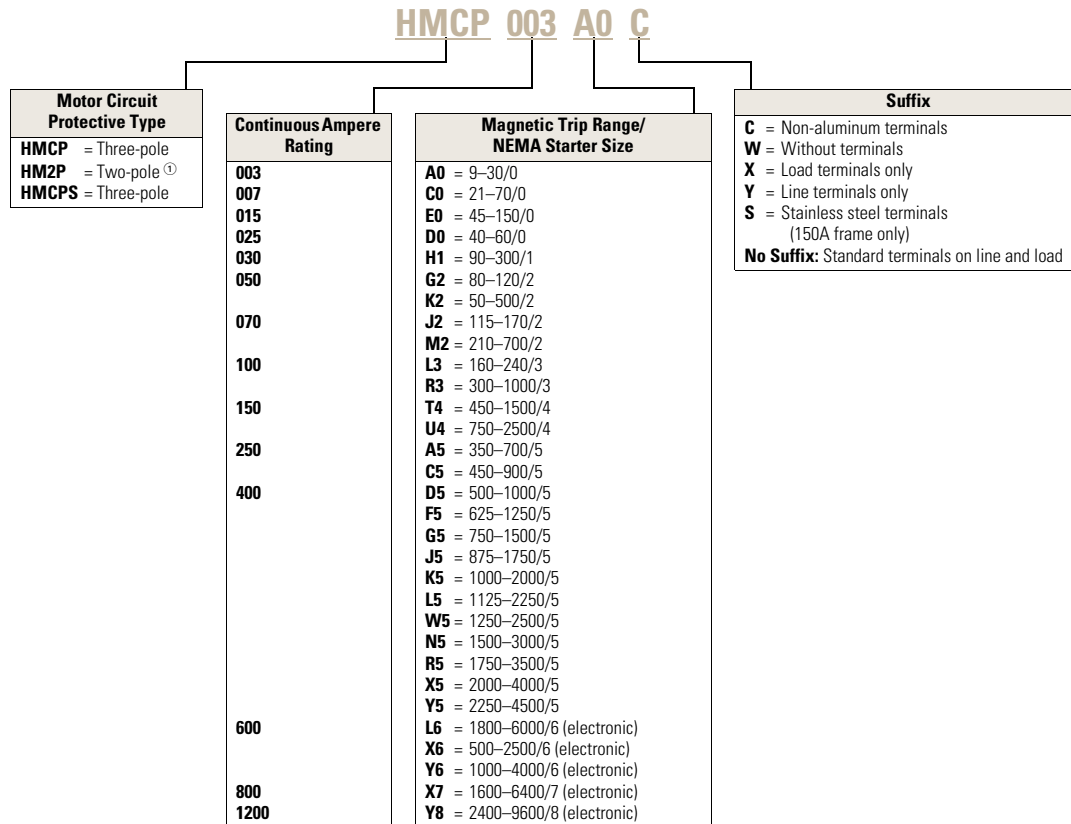 HMCP 003 A0 C
Motor Circuit
Protective Type
HMCP = Three-pole
HM2P = Two-pole ①
HMCPS = Three-pole
Continuous Ampere
Rating
003
007
015
025
030
050
070
100
150
250
400
600
800
1200
Magnetic Trip Range/
NEMA Starter Size
A0 = 9–30/0
C0 = 21–70/0
E0 = 45–150/0
D0 = 40–60/0
H1 = 90–300/1
G2 = 80–120/2
K2 = 50–500/2
J2 = 115–170/2
M2 = 210–700/2
L3 = 160–240/3
R3 = 300–1000/3
T4 = 450–1500/4
U4 = 750–2500/4
A5 = 350–700/5
C5 = 450–900/5
D5 = 500–1000/5
F5 = 625–1250/5
G5 = 750–1500/5
J5 = 875–1750/5
K5 = 1000–2000/5
L5 = 1125–2250/5
W5 = 1250–2500/5
N5 = 1500–3000/5
R5 = 1750–3500/5
X5 = 2000–4000/5
Y5 = 2250–4500/5
L6 = 1800–6000/6 (electronic)
X6 = 500–2500/6 (electronic)
Y6 = 1000–4000/6 (electronic)
X7 = 1600–6400/7 (electronic)
Y8 = 2400–9600/8 (electronic)
Suffix
C = Non-aluminum terminals
W = Without terminals
X = Load terminals only
Y = Line terminals only
S = Stainless steel terminals
(150A frame only)
No Suffix: Standard terminals on line and load